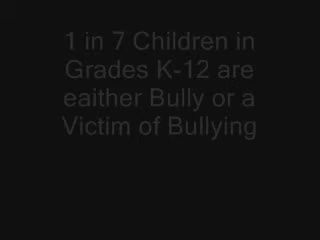 1 in 7 Children in
Grades K-12 are
eaither Bully or a
Victim of Bullying